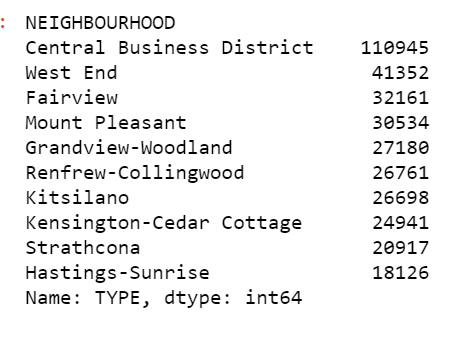 : NEIGHBOURHOOD
Central Business District    110945
West End                      41352
Fairview                      32161
Mount Pleasant                30534
Grandview-Woodland            27180
Renfrew-Collingwood           26761
Kitsilano                     26698
Kensington-Cedar Cottage      24941
Strathcona                    20917
Hastings-Sunrise              18126
Name: TYPE, dtype: int64